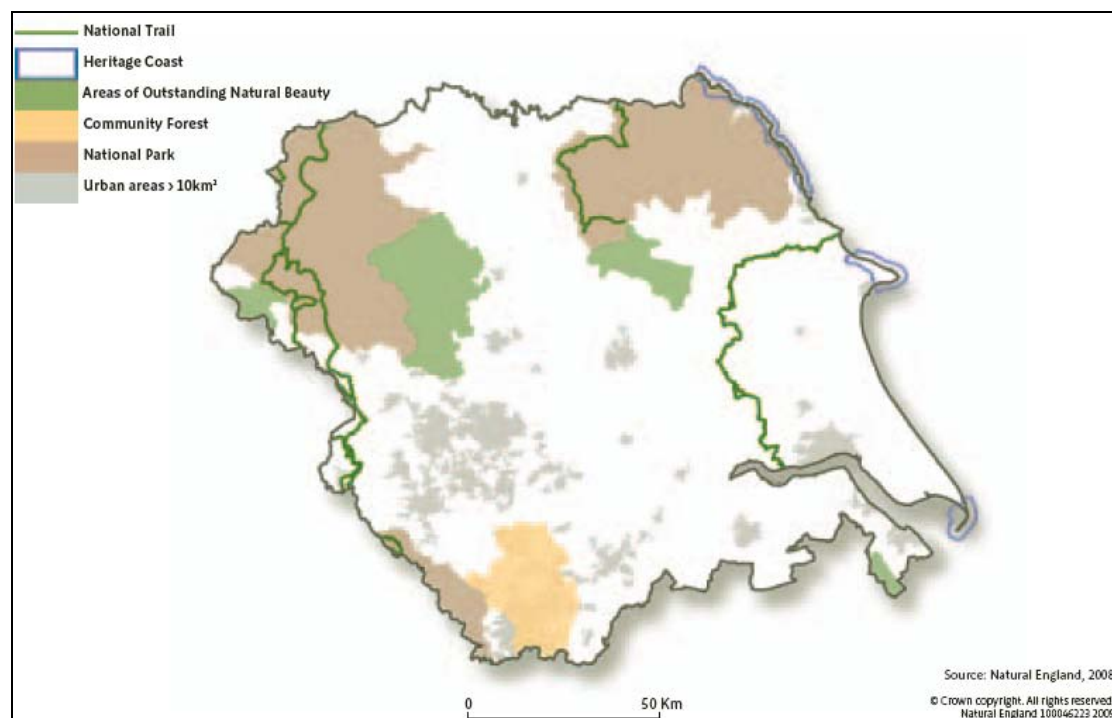 National Trail
Heritage Coast
Areas of Outstanding Natural Beauty
Community Forest
National Park
Urban areas > 10km²
0 50 Km
Source: Natural England, 2008
© Crown copyright. All rights reserved
Natural England 100046223 2009